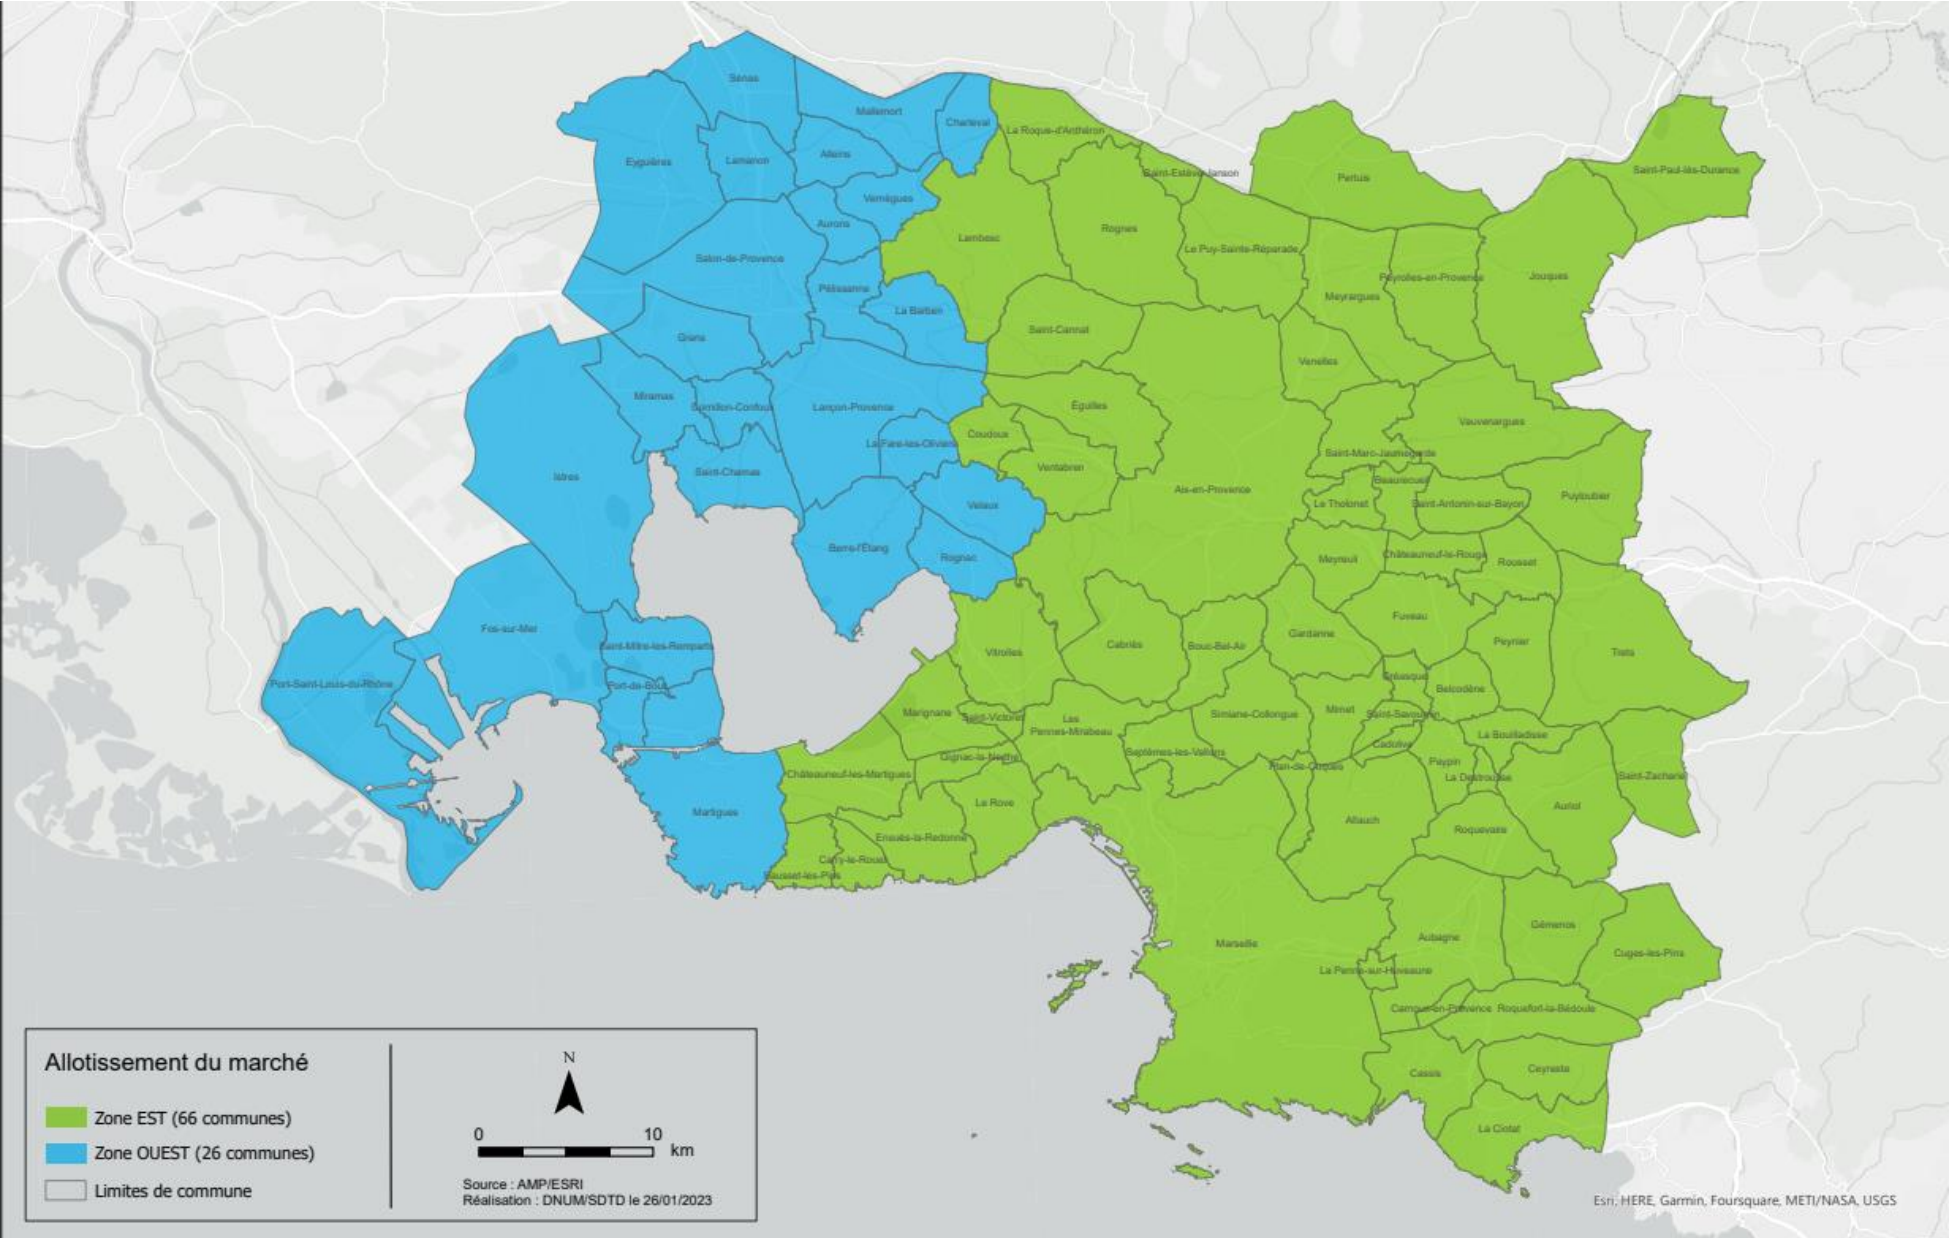 Sénas
Mallemort
Charleval
La Roque-d'Anthéron
Eyguières
Lamanon
Alleins
Saint-Estève-Janson
Pertuis
Saint-Paul-lès-Durance
Vernègues
Aurons
Lambesc
Rognes
Le Puy-Sainte-Réparade
Salon-de-Provence
Peyrolles-en-Provence
Jouques
Pélissanne
Meyrargues
La Barben
Saint-Cannat
Grans
Venelles
Miramas
Cornillon-Confoux
Lançon-Provence
Éguilles
Vauvenargues
La Fare-les-Oliviers
Coudoux
Saint-Marc-Jaumegarde
Istres
Saint-Chamas
Ventabren
Beaurecueil
Aix-en-Provence
Puyloubier
Velaux
Le Tholonet
Saint-Antonin-sur-Bayon
Berre-l'Étang
Rognac
Meyreuil
Châteauneuf-le-Rouge
Rousset
Fuveau
Fos-sur-Mer
Saint-Mitre-les-Remparts
Vitrolles
Cabriès
Bouc-Bel-Air
Gardanne
Peynier
Trets
Port-Saint-Louis-du-Rhône
Port-de-Bouc
Gréasque
Belcodène
Marignane
Saint-Victoret
Les
Pennes-Mirabeau
Simiane-Collongue
Mimet
Saint-Savournin
La Bouilladisse
Cadolive
Gignac-la-Nerthe
Septèmes-les-Vallons
Plan-de-Cuques
Peypin
La Destrousse
Saint-Zacharie
Châteauneuf-les-Martigues
Martigues
Le Rove
Allauch
Auriol
Roquevaire
Ensuès-la-Redonne
Carry-le-Rouet
Sausset-les-Pins
Marseille
Aubagne
Gémenos
Cuges-les-Pins
La Penne-sur-Huveaune
Carnoux-en-Provence
Roquefort-la-Bédoule
Cassis
Ceyreste
La Ciotat
Allotissement du marché
Zone EST (66 communes)
Zone OUEST (26 communes)
Limites de commune
N
0 10
km
Source : AMP/ESRI
Réalisation : DNUM/SDTD le 26/01/2023
Esri, HERE, Garmin, Foursquare, METI/NASA, USGS